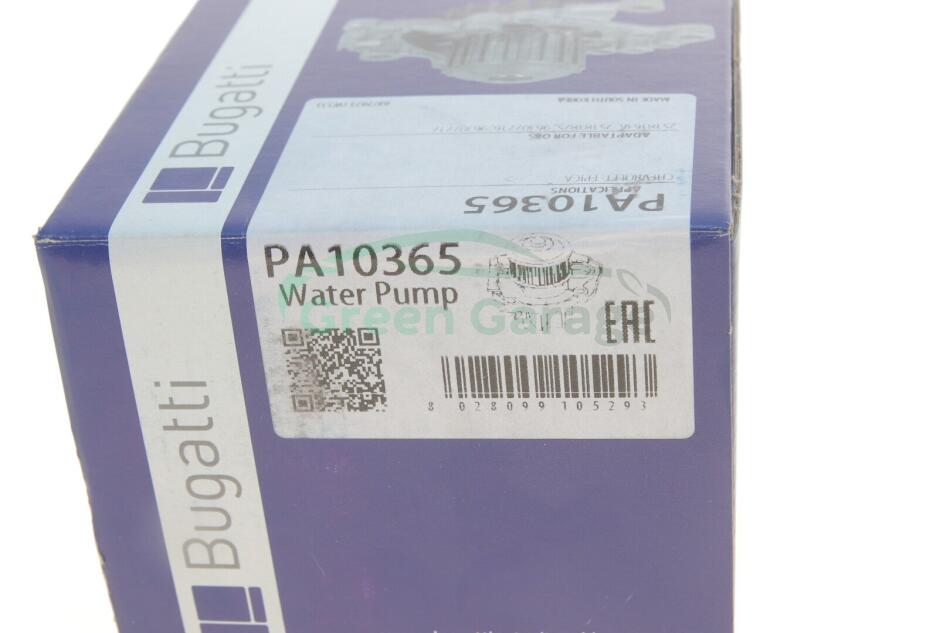 Bugatti
MADE IN SOUTH KOREA
ADAPTABLE FOR OES
CHEVROLET: EPICA -->
APPLICATIONS
PA10365
PA10365
Water Pump
Green Garage
EAC
8 028099 105293
Bugatti